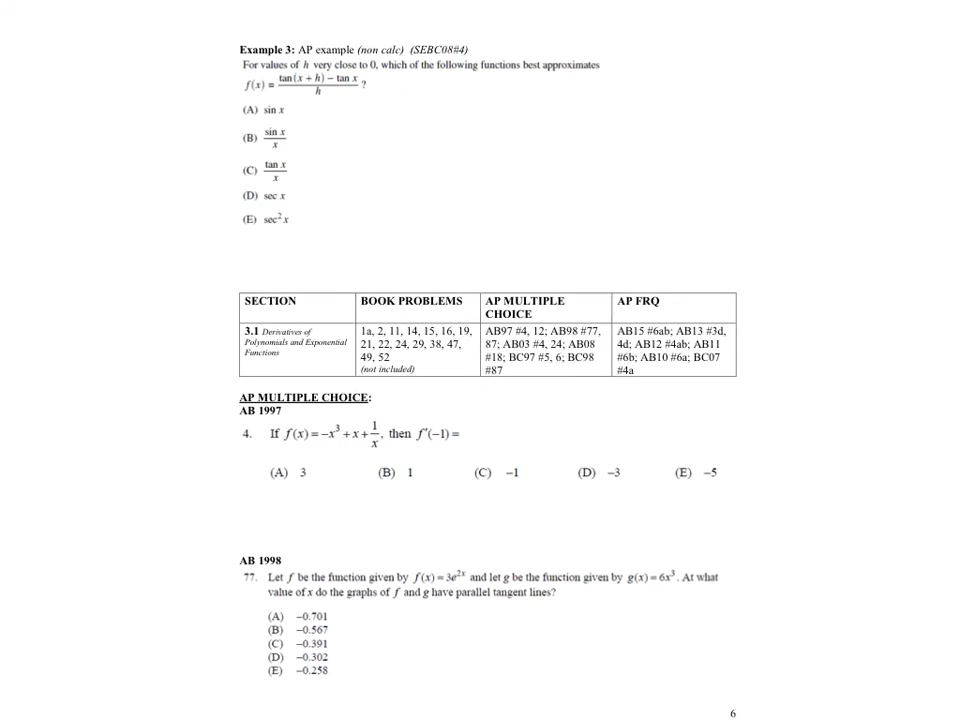 Example 3: AP example (non calc) (SEBC08#4)
For values of h very close to 0, which of the following functions best approximates
f(x) = tan(x + h) − tan x / h ?
(A) sin x
(B) sin x / x
(C) tan x / x
(D) sec x
(E) sec² x
SECTION BOOK PROBLEMS AP MULTIPLE CHOICE AP FRQ
3.1 Derivatives of Polynomials and Exponential Functions
1a, 2, 11, 14, 15, 16, 19,
21, 22, 24, 29, 38, 47,
49, 52
(not included)
AB97 #4, 12; AB98 #77,
87; AB03 #4, 24; AB08
#18; BC97 #5, 6; BC98
#87
AB15 #6ab; AB13 #3d,
4d; AB12 #4ab; AB11
#6b; AB10 #6a; BC07
#4a
AP MULTIPLE CHOICE:
AB 1997
4. If f(x) = −x³ + x + 1/x, then f′(−1) =
(A) 3 (B) 1 (C) −1 (D) −3 (E) −5
AB 1998
77. Let f be the function given by f(x) = 3e²ˣ and let g be the function given by g(x) = 6x³. At what
value of x do the graphs of f and g have parallel tangent lines?
(A) −0.701
(B) −0.567
(C) −0.391
(D) −0.302
(E) −0.258
6